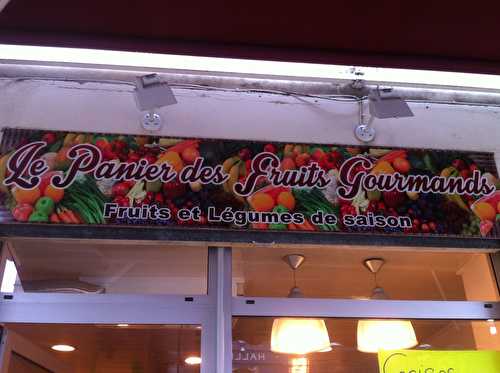 Le Panier des Fruits Gourmands
Fruits et Légumes de saison